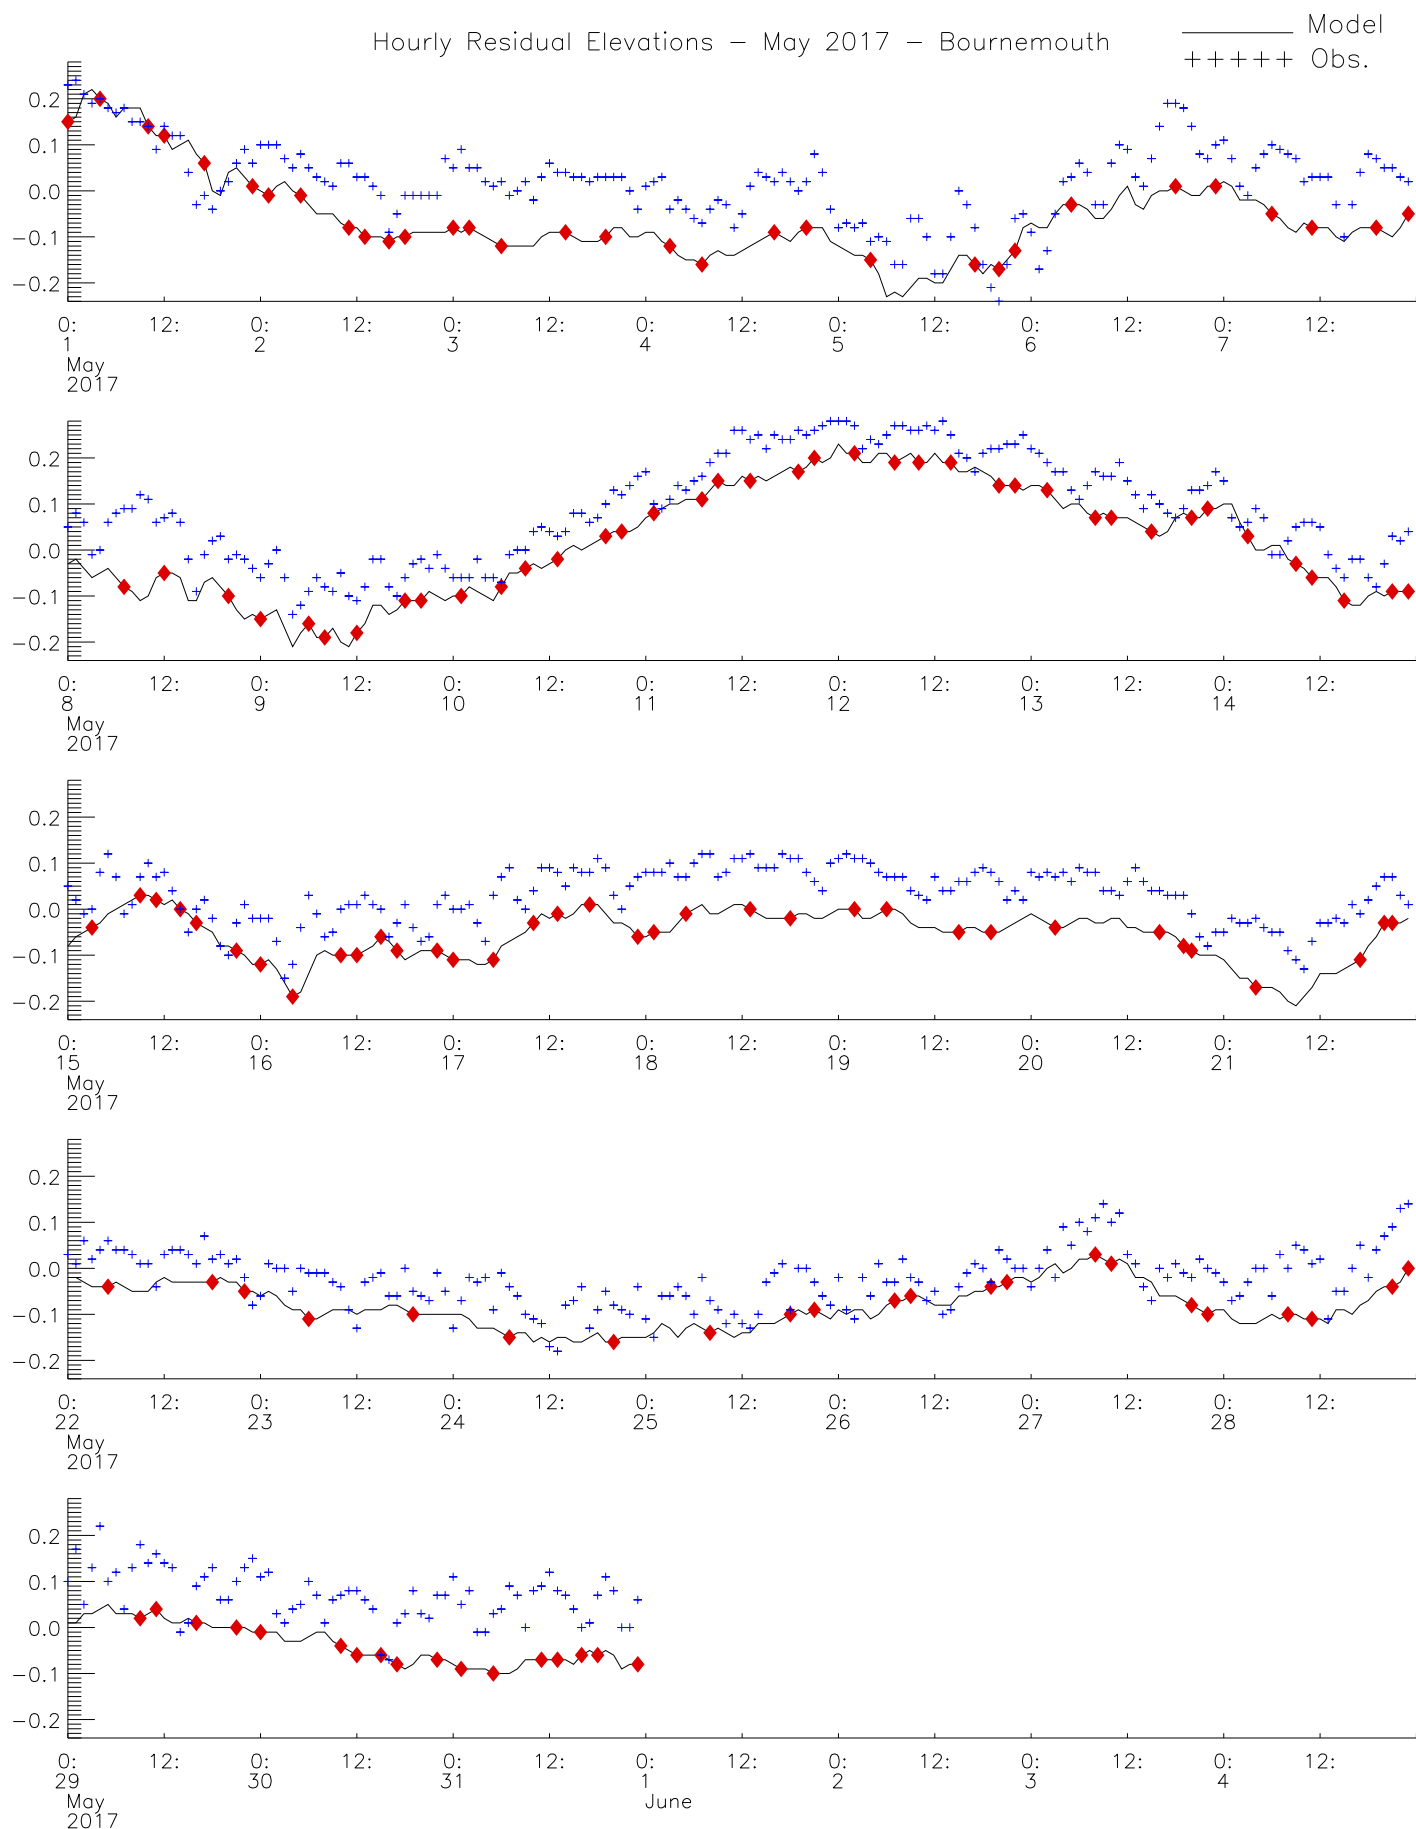 Hourly Residual Elevations − May 2017 − Bournemouth
Model
+++++ Obs.
0.2
0.1
0.0
−0.1
−0.2
0: 12: 0: 12: 0: 12: 0: 12: 0: 12: 0: 12: 0: 12:
1 2 3 4 5 6 7
May
2017
0.2
0.1
0.0
−0.1
−0.2
0: 12: 0: 12: 0: 12: 0: 12: 0: 12: 0: 12: 0: 12:
8 9 10 11 12 13 14
May
2017
0.2
0.1
0.0
−0.1
−0.2
0: 12: 0: 12: 0: 12: 0: 12: 0: 12: 0: 12: 0: 12:
15 16 17 18 19 20 21
May
2017
0.2
0.1
0.0
−0.1
−0.2
0: 12: 0: 12: 0: 12: 0: 12: 0: 12: 0: 12: 0: 12:
22 23 24 25 26 27 28
May
2017
0.2
0.1
0.0
−0.1
−0.2
0: 12: 0: 12: 0: 12: 0: 12: 0: 12: 0: 12: 0: 12:
29 30 31 1 2 3 4
May June
2017